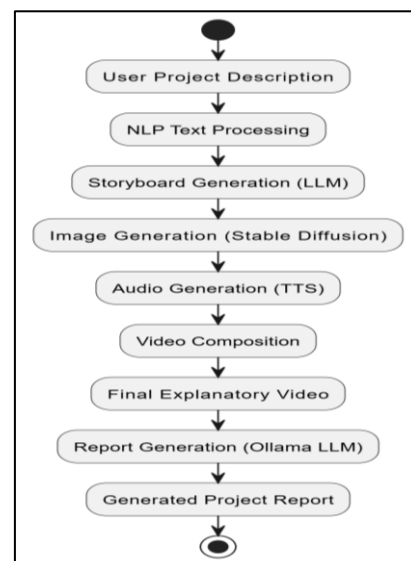 User Project Description
NLP Text Processing
Storyboard Generation (LLM)
Image Generation (Stable Diffusion)
Audio Generation (TTS)
Video Composition
Final Explanatory Video
Report Generation (Ollama LLM)
Generated Project Report